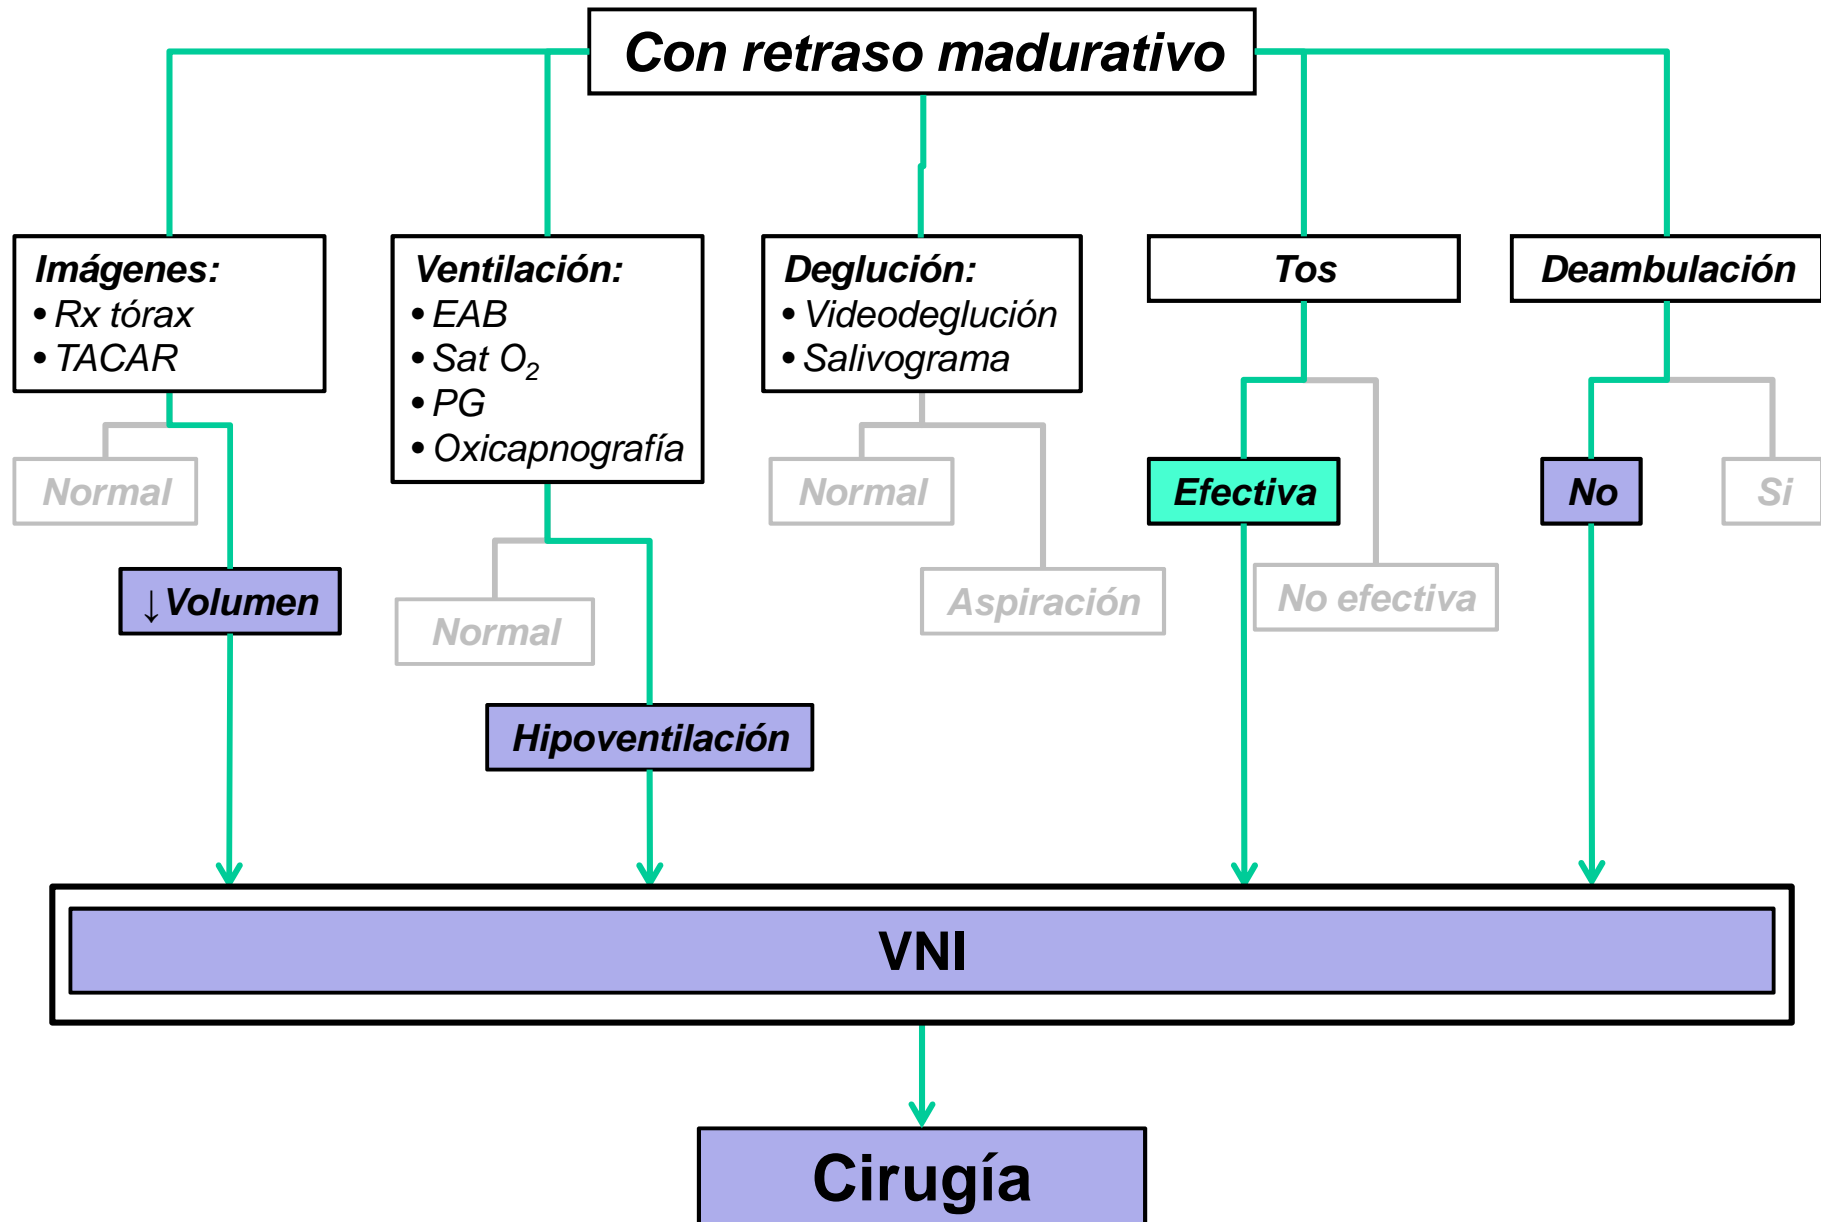 Con retraso madurativo
Imágenes:
• Rx tórax
• TACAR
Ventilación:
• EAB
• Sat O₂
• PG
• Oxicapnografía
Deglución:
• Videodeglución
• Salivograma
Tos
Deambulación
Normal
↓Volumen
Normal
Hipoventilación
Normal
Aspiración
Efectiva
No efectiva
No
Si
VNI
Cirugía